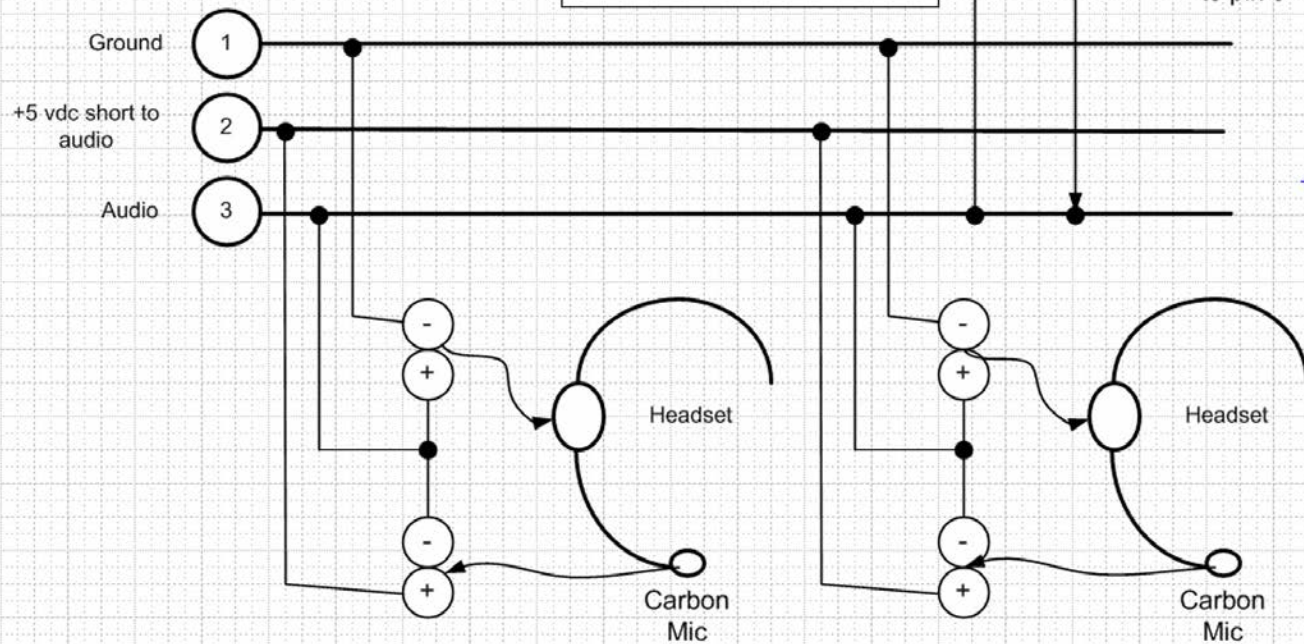 Ground
1
+5 vdc short to
audio
2
Audio
3
-
+
Headset
-
+
Carbon
Mic
-
+
Headset
-
+
Carbon
Mic